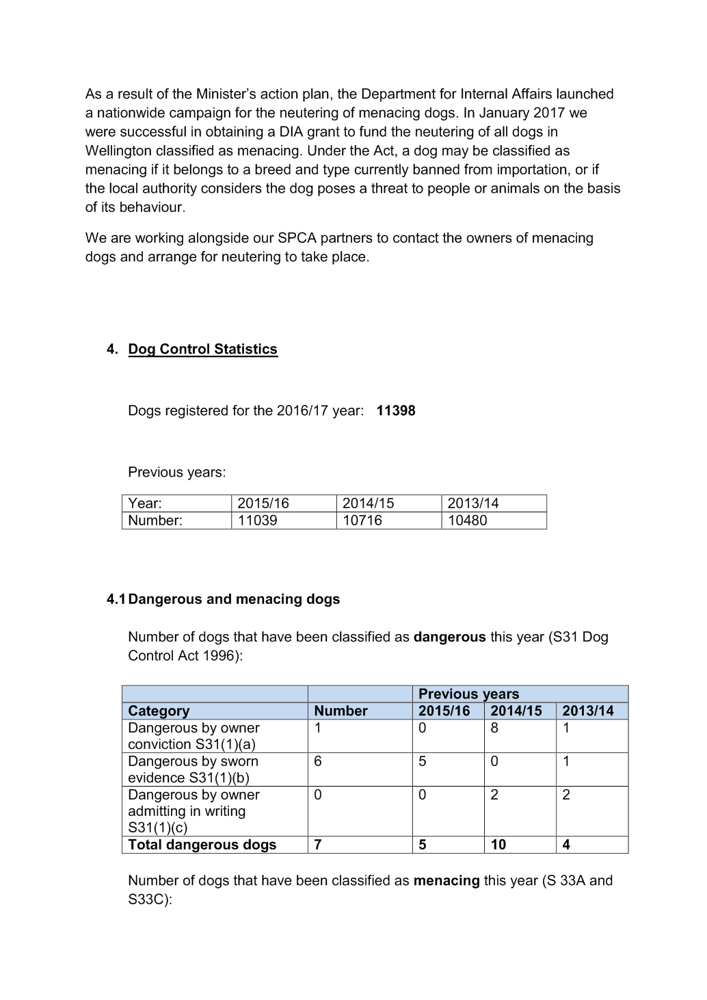 As a result of the Minister’s action plan, the Department for Internal Affairs launched
a nationwide campaign for the neutering of menacing dogs. In January 2017 we
were successful in obtaining a DIA grant to fund the neutering of all dogs in
Wellington classified as menacing. Under the Act, a dog may be classified as
menacing if it belongs to a breed and type currently banned from importation, or if
the local authority considers the dog poses a threat to people or animals on the basis
of its behaviour.
We are working alongside our SPCA partners to contact the owners of menacing
dogs and arrange for neutering to take place.
4. Dog Control Statistics
Dogs registered for the 2016/17 year: 11398
Previous years:
Year: 2015/16 2014/15 2013/14
Number: 11039 10716 10480
4.1 Dangerous and menacing dogs
Number of dogs that have been classified as dangerous this year (S31 Dog
Control Act 1996):
Previous years
Category Number 2015/16 2014/15 2013/14
Dangerous by owner 1 0 8 1
conviction S31(1)(a)
Dangerous by sworn 6 5 0 1
evidence S31(1)(b)
Dangerous by owner 0 0 2 2
admitting in writing
S31(1)(c)
Total dangerous dogs 7 5 10 4
Number of dogs that have been classified as menacing this year (S 33A and
S33C):